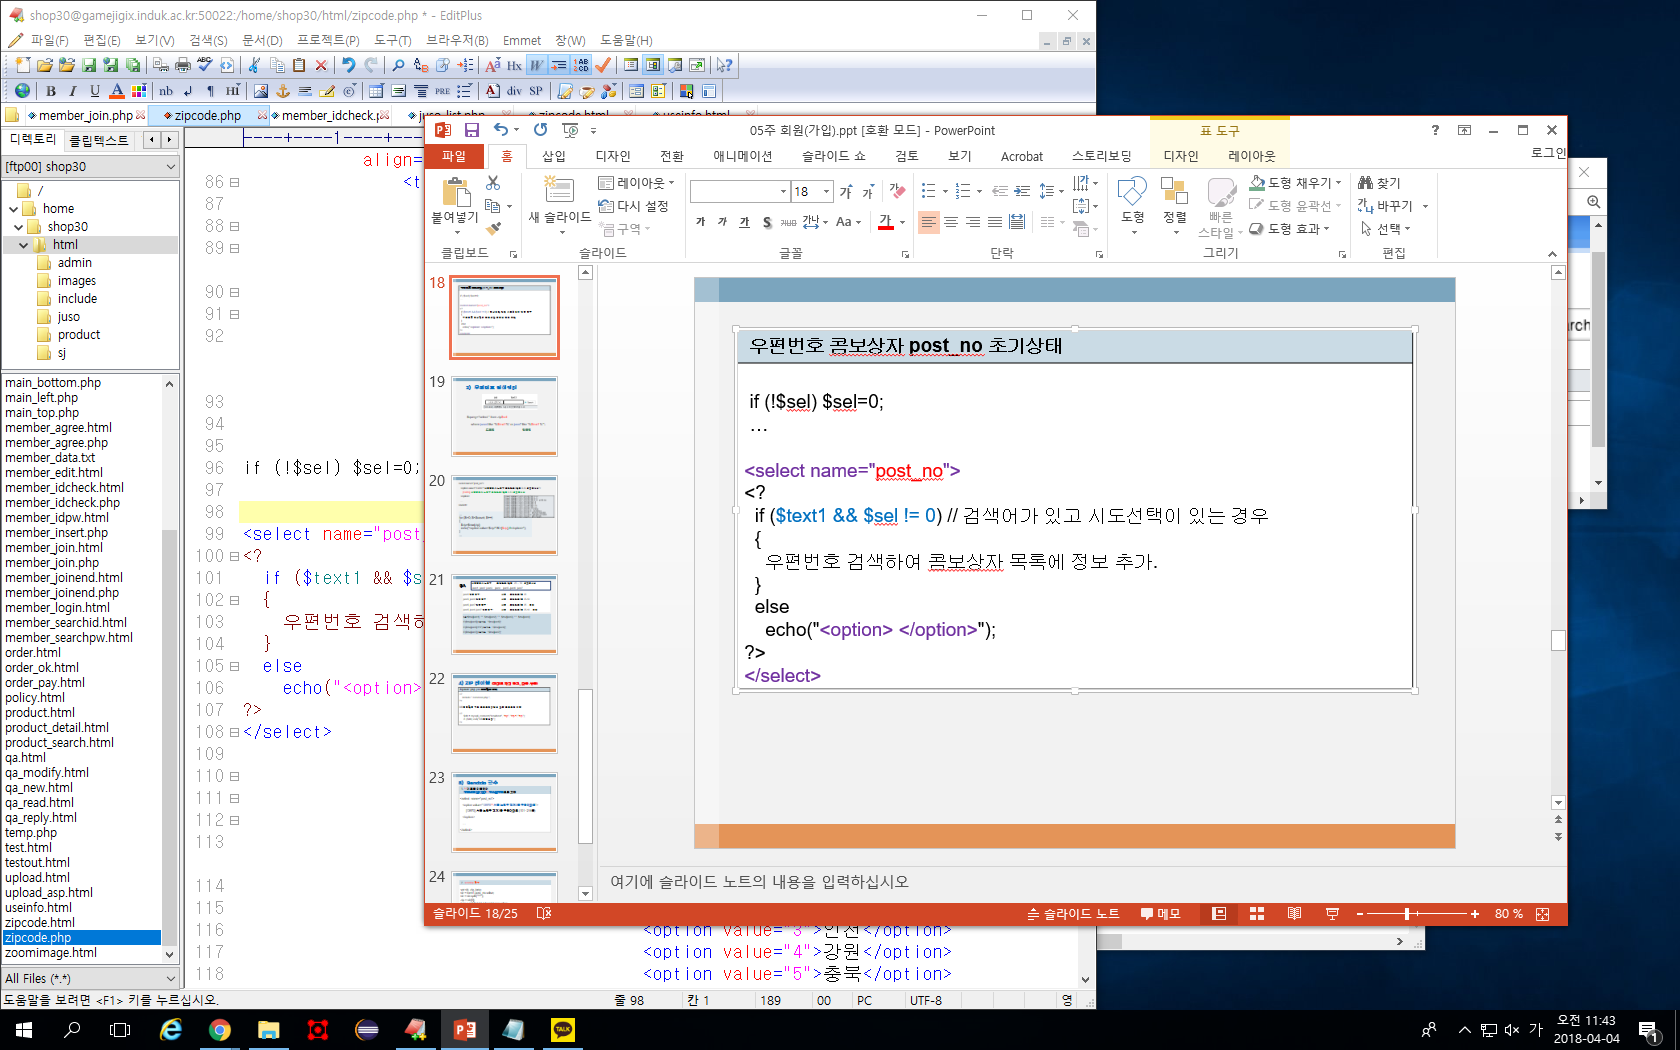 shop30@gamejigix.induk.ac.kr:50022:/home/shop30/html/zipcode.php * - EditPlus
파일(F) 편집(E) 보기(V) 검색(S) 문서(D) 프로젝트(P) 도구(T) 브라우저(B) Emmet 창(W) 도움말(H)
member_join.php zipcode.php member_idcheck.p
디렉토리 클립텍스트
[ftp00] shop30
/
home
shop30
html
admin
images
include
juso
product
sj
main_bottom.php
main_left.php
main_top.php
member_agree.html
member_agree.php
member_data.txt
member_edit.html
member_idcheck.html
member_idcheck.php
member_idpw.html
member_insert.php
member_join.html
member_join.php
member_joinend.html
member_joinend.php
member_login.html
member_searchid.html
member_searchpw.html
order.html
order_ok.html
order_pay.html
policy.html
product.html
product_detail.html
product_search.html
qa.html
qa_modify.html
qa_new.html
qa_read.html
qa_reply.html
temp.php
test.html
testout.html
upload.html
upload_asp.html
useinfo.html
zipcode.html
zipcode.php
zoomimage.html
All Files (*.*)
도움말을 보려면 <F1> 키를 누르십시오.
----+----1----+
align=
86 <t
87
88
89
90
91
92
93
94
95
96 if (!$sel) $sel=0;
97
98
99 <select name="post_
100 <?
101 if ($text1 && $s
102 {
103 우편번호 검색하
104 }
105 else
106 echo("<option>
107 ?>
108 </select>
109
110
111
112
113
114
115
116 <option value="3">인천</option>
117 <option value="4">강원</option>
118 <option value="5">충북</option>
줄 98 칸 1 189 00 PC UTF-8 영
05주 회원(가입).ppt [호환 모드] - PowerPoint
표 도구
파일 홈 삽입 디자인 전환 애니메이션 슬라이드 쇼 검토 보기 Acrobat 스토리보딩 디자인 레이아웃 로그인
붙여넣기
클립보드
새 슬라이드
레이아웃
다시 설정
구역
슬라이드
18
글꼴
단락
도형
정렬
빠른 스타일
도형 채우기
도형 윤곽선
도형 효과
그리기
찾기
바꾸기
선택
편집
18
19
20
21
22
23
24
우편번호 콤보상자 post_no 초기상태
if (!$sel) $sel=0;
...
<select name="post_no">
<?
if ($text1 && $sel != 0) // 검색어가 있고 시도선택이 있는 경우
{
우편번호 검색하여 콤보상자 목톡에 정보 추가.
}
else
echo("<option> </option>");
?>
</select>
여기에 슬라이드 노트의 내용을 입력하십시오
슬라이드 18/25 슬라이드 노트 메모 80 %
오전 11:43
2018-04-04
가
1
TALK